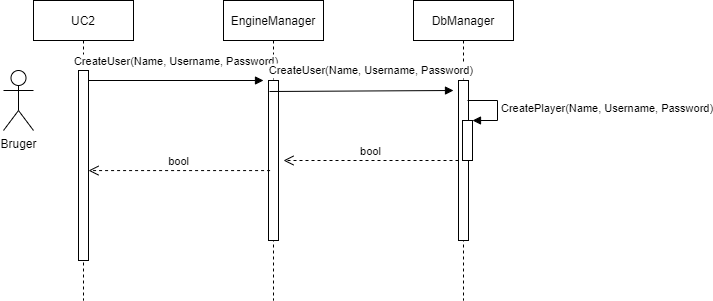 UC2
EngineManager
DbManager
CreateUser(Name, Username, Password)
CreateUser(Name, Username, Password)
CreatePlayer(Name, Username, Password)
Bruger
bool
bool